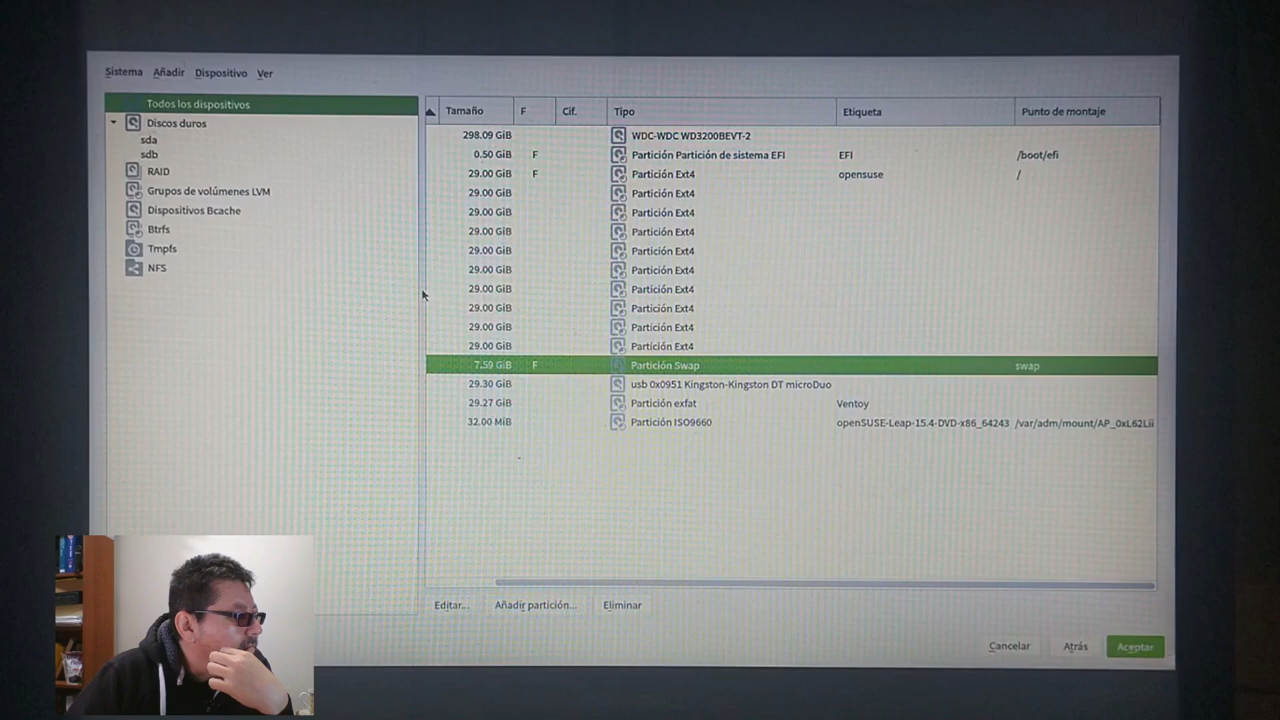 Sistema Añadir Dispositivo Ver
Todos los dispositivos
Discos duros
sda
sdb
RAID
Grupos de volúmenes LVM
Dispositivos Bcache
Btrfs
Tmpfs
NFS
Tamaño F Cif. Tipo Etiqueta Punto de montaje
298.09 GiB WDC-WDC WD3200BEVT-2
0.50 GiB F Partición Partición de sistema EFI EFI /boot/efi
29.00 GiB F Partición Ext4 opensuse /
29.00 GiB Partición Ext4
29.00 GiB Partición Ext4
29.00 GiB Partición Ext4
29.00 GiB Partición Ext4
29.00 GiB Partición Ext4
29.00 GiB Partición Ext4
29.00 GiB Partición Ext4
29.00 GiB Partición Ext4
29.00 GiB Partición Ext4
7.59 GiB F Partición Swap swap
29.30 GiB usb 0x0951 Kingston-Kingston DT microDuo
29.27 GiB Partición exfat Ventoy
32.00 MiB Partición ISO9660 openSUSE-Leap-15.4-DVD-x86_64243 /var/adm/mount/AP_0xL62Lii
Editar... Añadir partición... Eliminar
Cancelar Atrás Aceptar